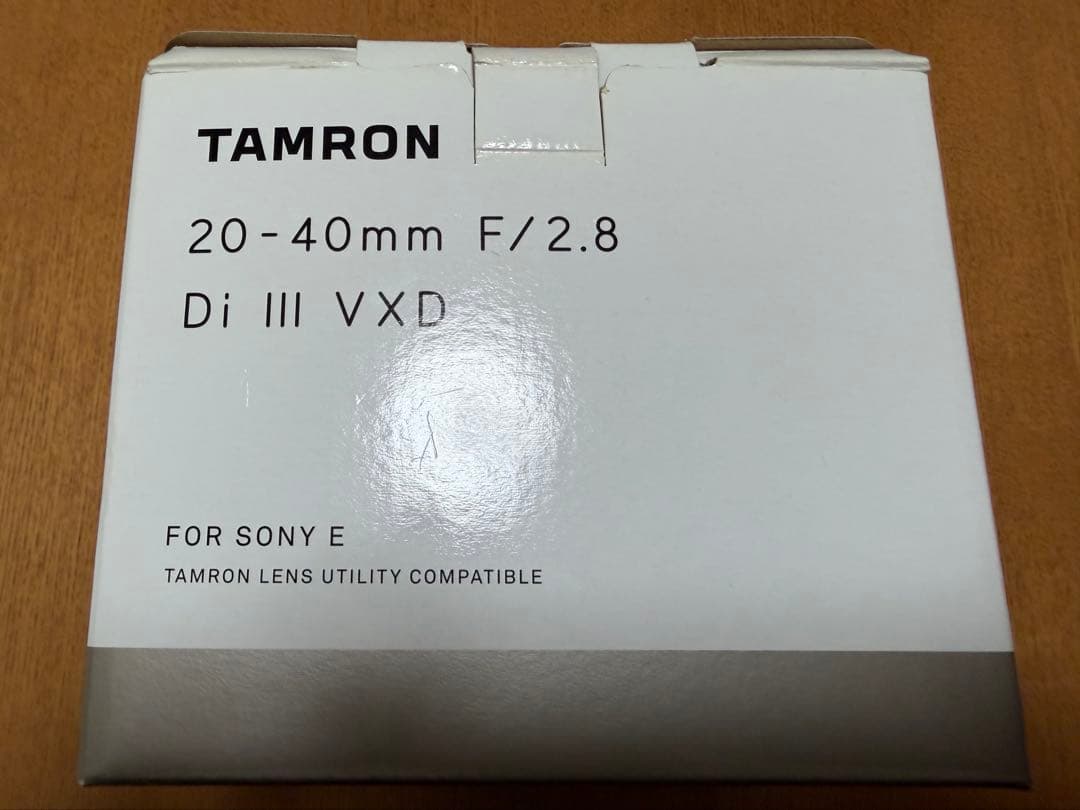 TAMRON
20-40mm F/2.8
Di III VXD
FOR SONY E
TAMRON LENS UTILITY COMPATIBLE